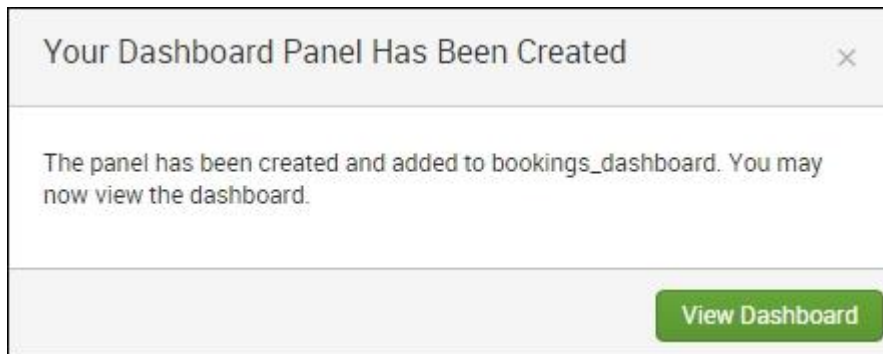 Your Dashboard Panel Has Been Created
The panel has been created and added to bookings_dashboard. You may
now view the dashboard.
View Dashboard